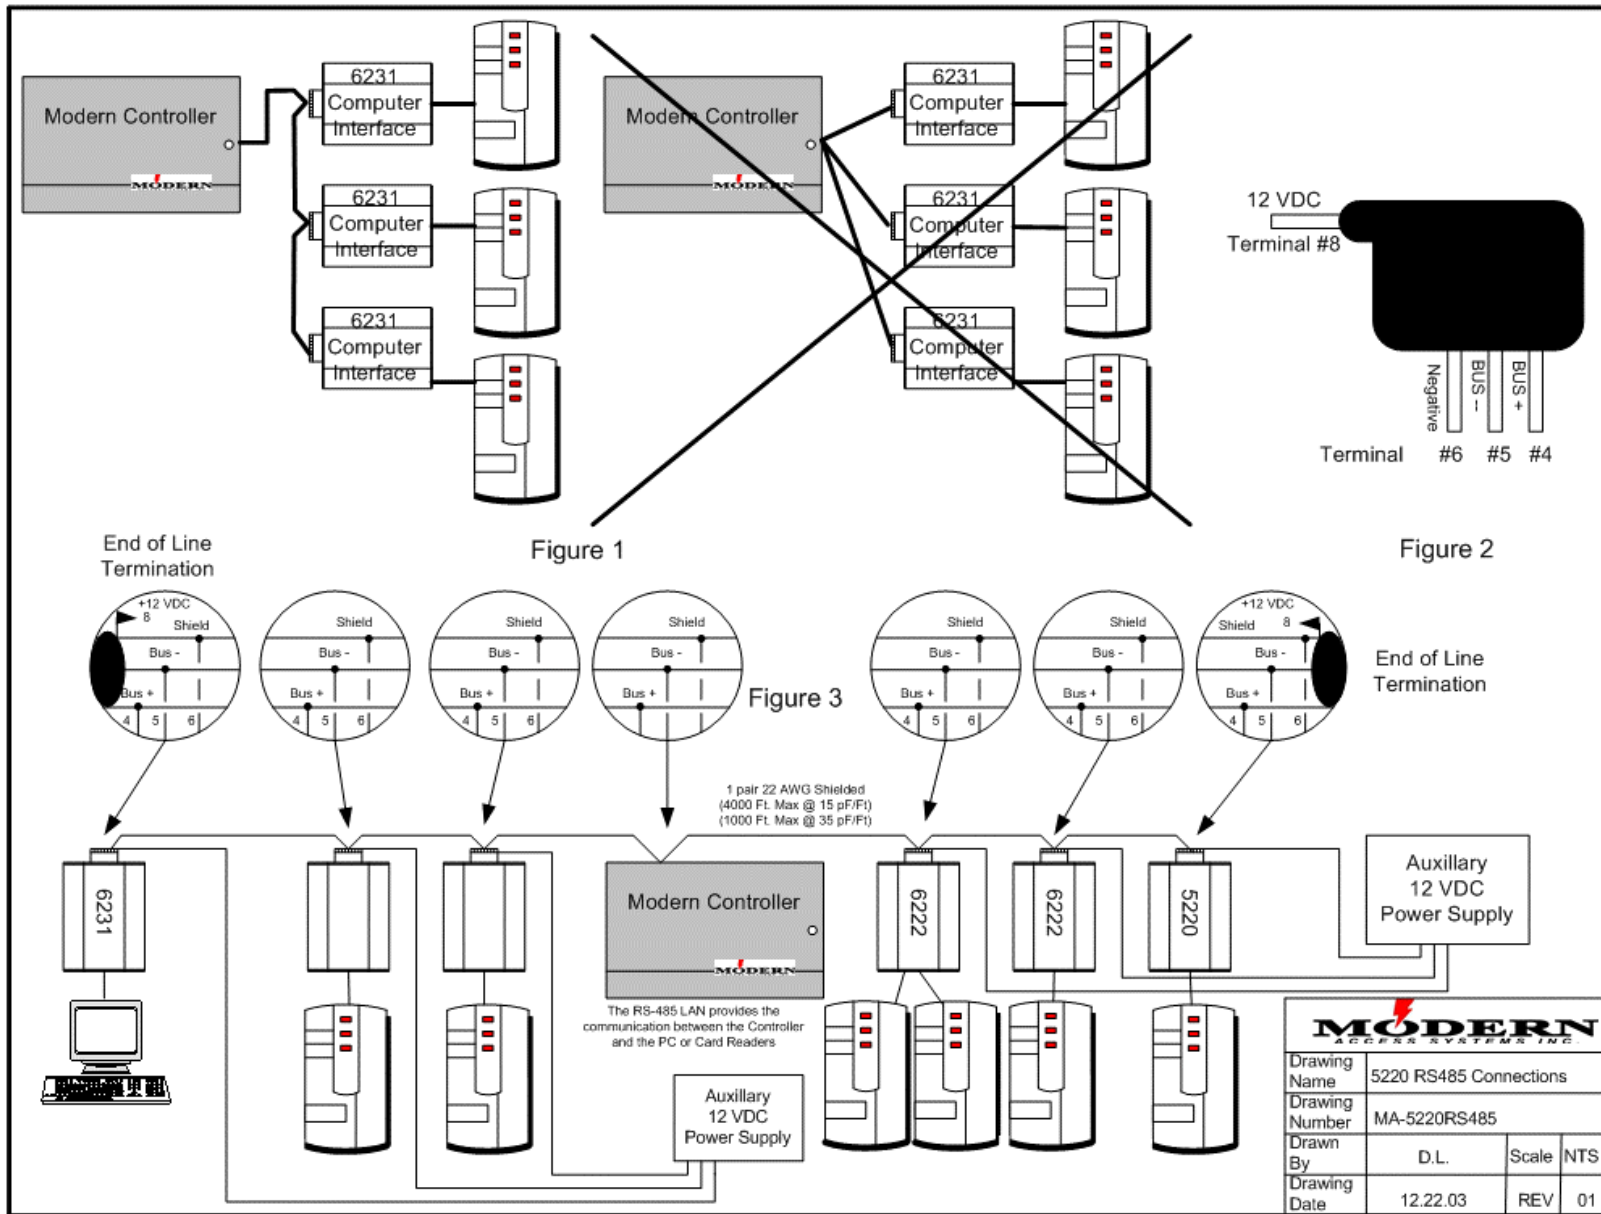 6231
Computer
Interface
Modern Controller
MODERN
6231
Computer
Interface
6231
Computer
Interface
6231
Computer
Interface
Modern Controller
MODERN
6231
Computer
Interface
6231
Computer
Interface
12 VDC
Terminal #8
Negative
BUS --
BUS +
Terminal #6 #5 #4
Figure 1
Figure 2
End of Line
Termination
+12 VDC
8
Shield
Bus -
Bus +
4 5 6
Shield
Bus -
Bus +
4 5 6
Shield
Bus -
Bus +
4 5 6
Shield
Bus -
Bus +
Figure 3
Shield
Bus -
Bus +
4 5 6
Shield
Bus -
Bus +
4 5 6
+12 VDC
Shield 8
Bus -
Bus +
4 5 6
End of Line
Termination
1 pair 22 AWG Shielded
(4000 Ft. Max @ 15 pF/Ft)
(1000 Ft. Max @ 35 pF/Ft)
6231
Modern Controller
MODERN
6222
6222
5220
Auxillary
12 VDC
Power Supply
The RS-485 LAN provides the
communication between the Controller
and the PC or Card Readers
Auxillary
12 VDC
Power Supply
MODERN
ACCESS SYSTEMS INC.
Drawing
Name
5220 RS485 Connections
Drawing
Number
MA-5220RS485
Drawn
By
D.L.
Scale
NTS
Drawing
Date
12.22.03
REV
01